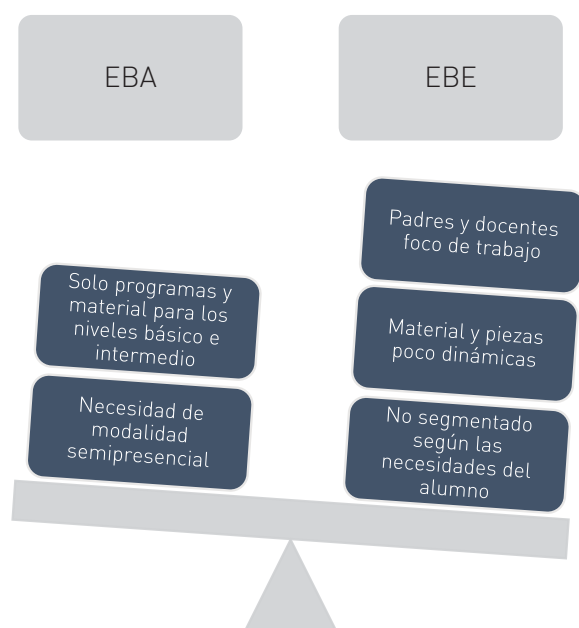 EBA
EBE
Padres y docentes
foco de trabajo
Solo programas y
material para los
niveles básico e
intermedio
Material y piezas
poco dinámicas
Necesidad de
modalidad
semipresencial
No segmentado
según las
necesidades del
alumno